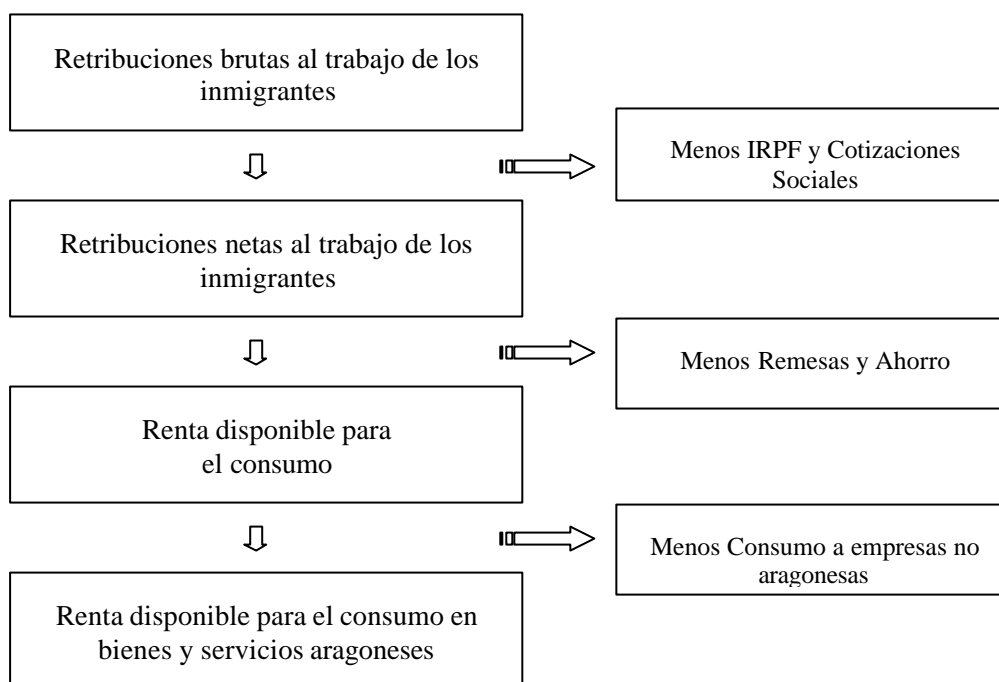 Retribuciones brutas al trabajo de los
inmigrantes
Menos IRPF y Cotizaciones
Sociales
Retribuciones netas al trabajo de los
inmigrantes
Menos Remesas y Ahorro
Renta disponible para
el consumo
Menos Consumo a empresas no
aragonesas
Renta disponible para el consumo en
bienes y servicios aragoneses